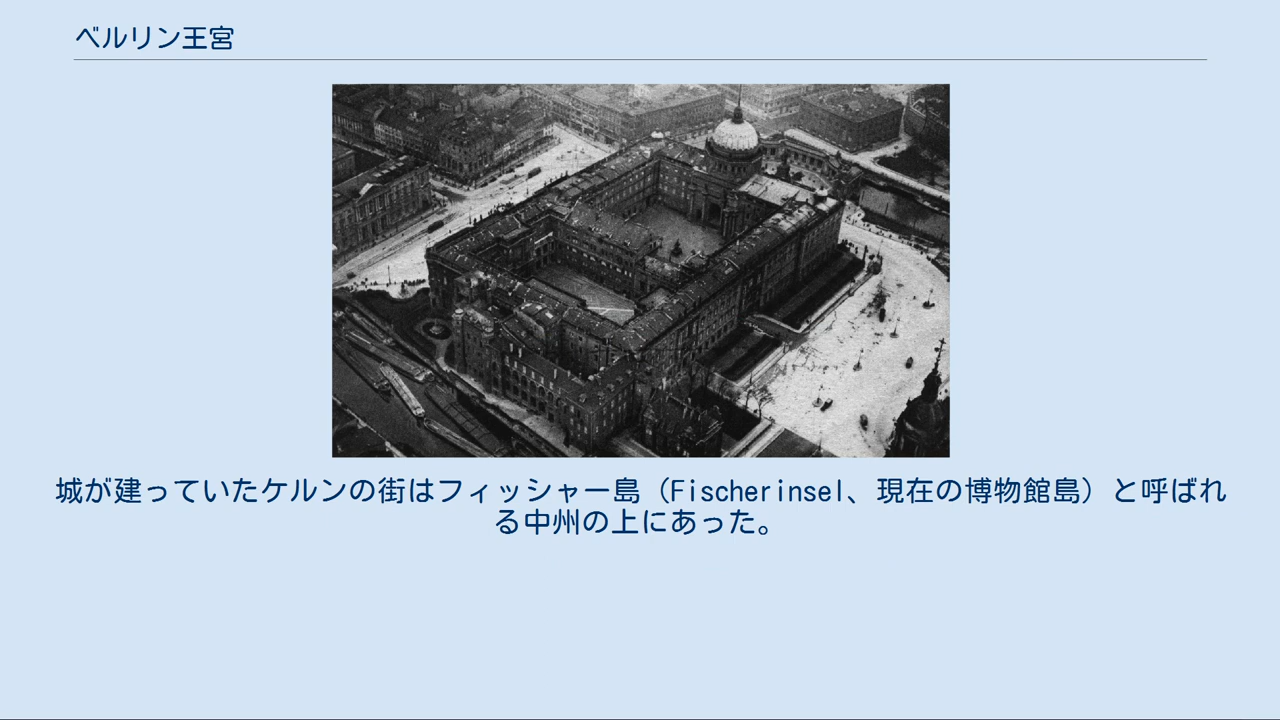 ベルリン王宮
城が建っていたケルンの街はフィッシャー島（Fischerinsel、現在の博物館島）と呼ばれ
る中州の上にあった。